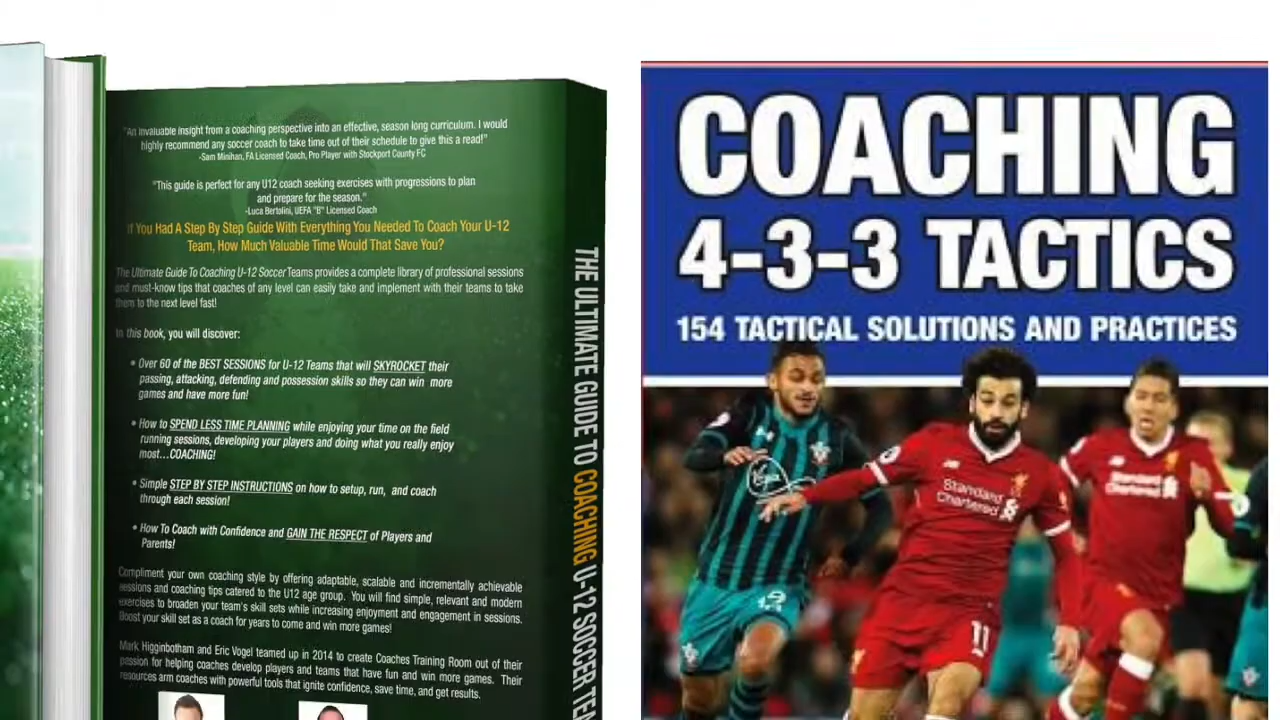 "An invaluable insight from a coaching perspective into an effective, season long curriculum. I would
highly recommend any soccer coach to take time out of their schedule to give this a read!"
-Sam Minihan, FA Licensed Coach, Pro Player with Stockport County FC
"This guide is perfect for any U12 coach seeking exercises with progressions to plan
and prepare for the season."
-Luca Bertolini, UEFA "B" Licensed Coach
If You Had A Step By Step Guide With Everything You Needed To Coach Your U-12
Team, How Much Valuable Time Would That Save You?
The Ultimate Guide To Coaching U-12 Soccer Teams provides a complete library of professional sessions
and must-know tips that coaches of any level can easily take and implement with their teams to take
them to the next level fast!
In this book, you will discover:
• Over 60 of the BEST SESSIONS for U-12 Teams that will SKYROCKET their
passing, attacking, defending and possession skills so they can win more
games and have more fun!
• How to SPEND LESS TIME PLANNING while enjoying your time on the field
running sessions, developing your players and doing what you really enjoy
most...COACHING!
• Simple STEP BY STEP INSTRUCTIONS on how to setup, run, and coach
through each session!
• How To Coach with Confidence and GAIN THE RESPECT of Players and
Parents!
Compliment your own coaching style by offering adaptable, scalable and incrementally achievable
sessions and coaching tips catered to the U12 age group. You will find simple, relevant and modern
exercises to broaden your team's skill sets while increasing enjoyment and engagement in sessions.
Boost your skill set as a coach for years to come and win more games!
Mark Higginbotham and Eric Vogel teamed up in 2014 to create Coaches Training Room out of their
passion for helping coaches develop players and teams that have fun and win more games. Their
resources arm coaches with powerful tools that ignite confidence, save time, and get results.
THE ULTIMATE GUIDE TO COACHING U-12 SOCCER
COACHING
4-3-3 TACTICS
154 TACTICAL SOLUTIONS AND PRACTICES
Standard
Chartered
11
Standard
Chartered
19